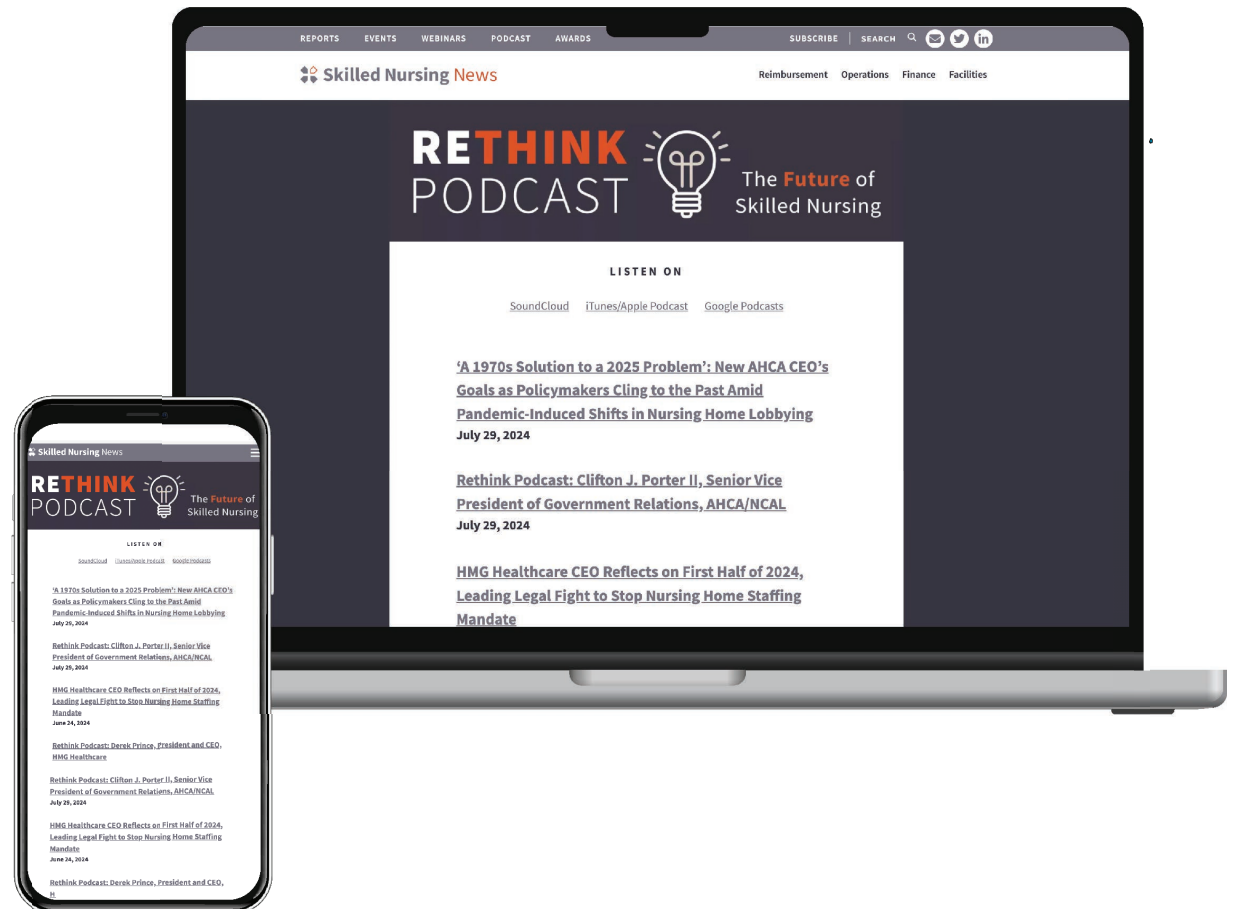 REPORTS EVENTS WEBINARS PODCAST AWARDS SUBSCRIBE | SEARCH
Skilled Nursing News
Reimbursement Operations Finance Facilities
RETHINK
PODCAST
The Future of
Skilled Nursing
LISTEN ON
SoundCloud iTunes/Apple Podcast Google Podcasts
‘A 1970s Solution to a 2025 Problem’: New AHCA CEO’s
Goals as Policymakers Cling to the Past Amid
Pandemic-Induced Shifts in Nursing Home Lobbying
July 29, 2024
Rethink Podcast: Clifton J. Porter II, Senior Vice
President of Government Relations, AHCA/NCAL
July 29, 2024
HMG Healthcare CEO Reflects on First Half of 2024,
Leading Legal Fight to Stop Nursing Home Staffing
Mandate
Skilled Nursing News
RETHINK
PODCAST
The Future of
Skilled Nursing
LISTEN ON
SoundCloud iTunes/Apple Podcast Google Podcasts
‘A 1970s Solution to a 2025 Problem’: New AHCA CEO’s
Goals as Policymakers Cling to the Past Amid
Pandemic-Induced Shifts in Nursing Home Lobbying
July 29, 2024
Rethink Podcast: Clifton J. Porter II, Senior Vice
President of Government Relations, AHCA/NCAL
July 29, 2024
HMG Healthcare CEO Reflects on First Half of 2024,
Leading Legal Fight to Stop Nursing Home Staffing
Mandate
June 24, 2024
Rethink Podcast: Derek Prince, President and CEO,
HMG Healthcare
Rethink Podcast: Clifton J. Porter II, Senior Vice
President of Government Relations, AHCA/NCAL
July 29, 2024
HMG Healthcare CEO Reflects on First Half of 2024,
Leading Legal Fight to Stop Nursing Home Staffing
Mandate
June 24, 2024
Rethink Podcast: Derek Prince, President and CEO,
H